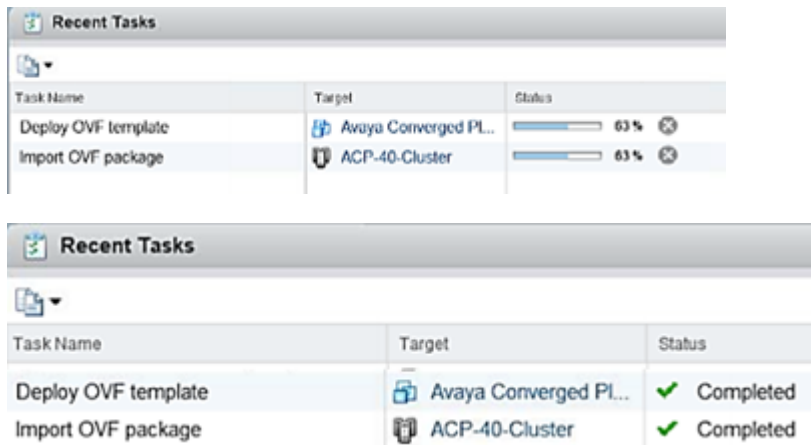 Recent Tasks
Task Name Target Status
Deploy OVF template Avaya Converged Pl... 63 %
Import OVF package ACP-40-Cluster 63 %
Recent Tasks
Task Name Target Status
Deploy OVF template Avaya Converged Pl... Completed
Import OVF package ACP-40-Cluster Completed